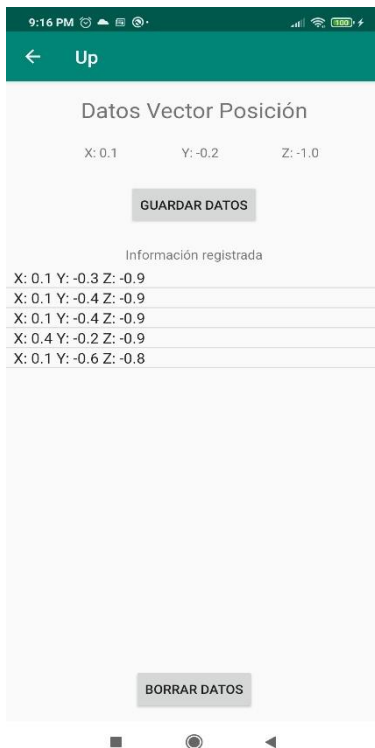 9:16 PM
100
Up
Datos Vector Posición
X: 0.1 Y: -0.2 Z: -1.0
GUARDAR DATOS
Información registrada
X: 0.1 Y: -0.3 Z: -0.9
X: 0.1 Y: -0.4 Z: -0.9
X: 0.1 Y: -0.4 Z: -0.9
X: 0.4 Y: -0.2 Z: -0.9
X: 0.1 Y: -0.6 Z: -0.8
BORRAR DATOS